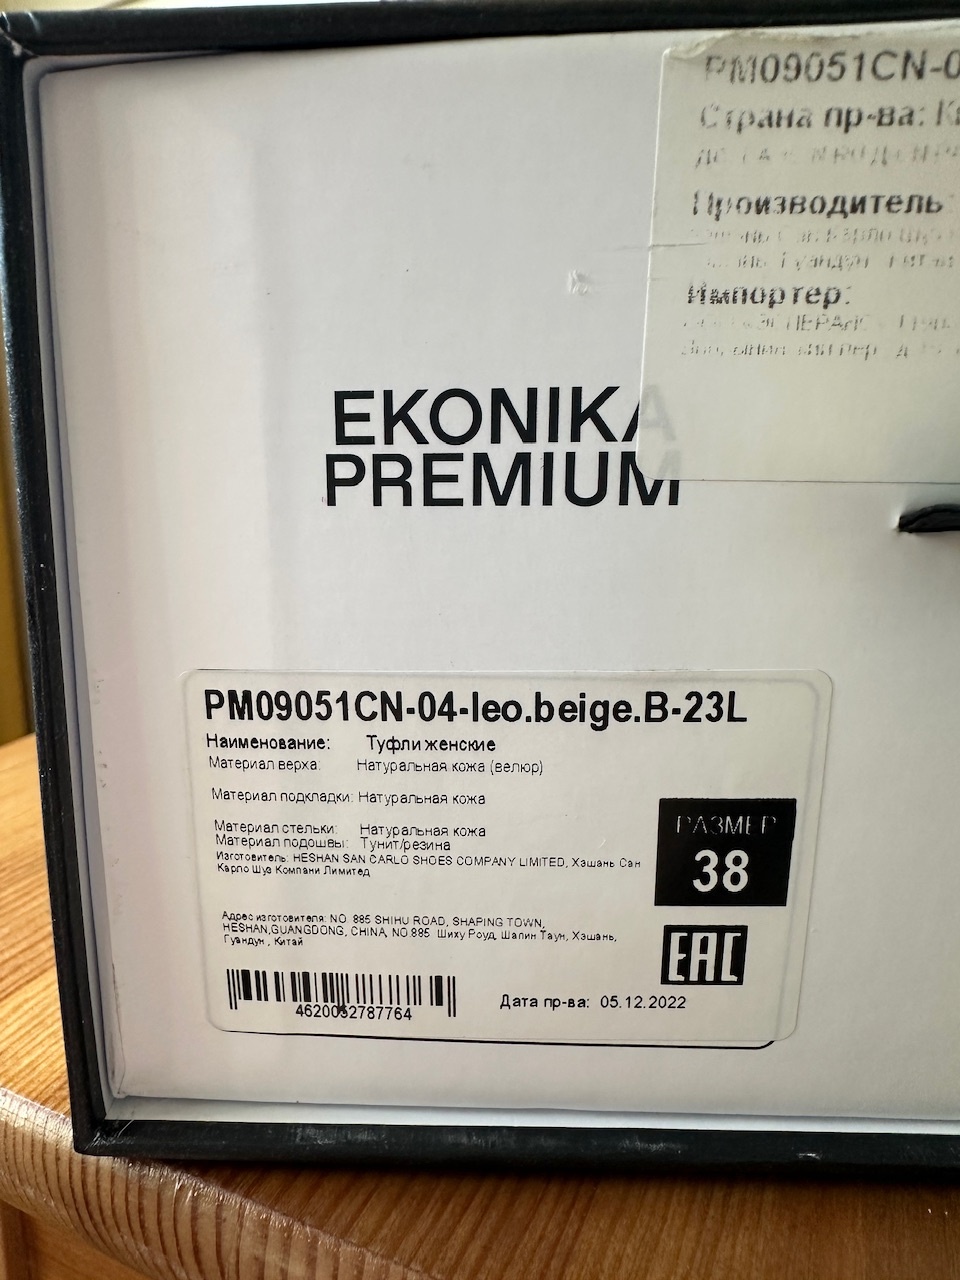 PM09051CN-0
Страна пр-ва: К
Производитель:
Импортер:
EKONIKA
PREMIUM
PM09051CN-04-leo.beige.B-23L
Наименование: Туфли женские
Материал верха: Натуральная кожа (велюр)
Материал подкладки: Натуральная кожа
Материал стельки: Натуральная кожа
Материал подошвы: Тунит/резина
Изготовитель: HESHAN SAN CARLO SHOES COMPANY LIMITED, Хэшань Сан
Карло Шуз Компани Лимитед
РАЗМЕР
38
Адрес изготовителя: NO. 885 SHIHU ROAD, SHAPING TOWN,
HESHAN,GUANGDONG, CHINA, NO.885 Шиху Роуд, Шапин Таун, Хэшань,
Гуандун , Китай
EAC
4620052787764
Дата пр-ва: 05.12.2022